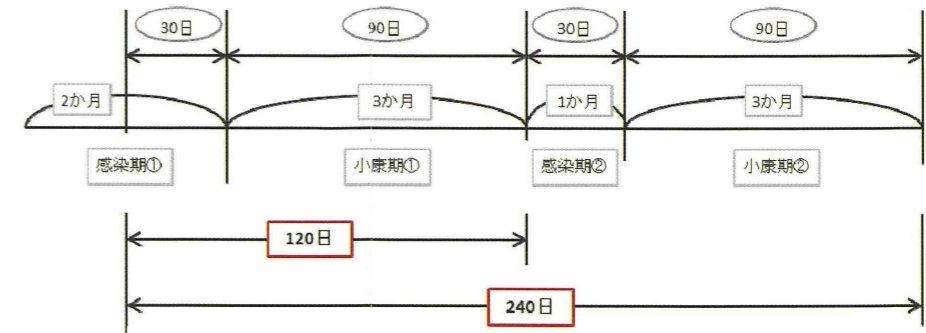 30日
90日
30日
90日
2か月
3か月
1か月
3か月
感染期①
小康期①
感染期②
小康期②
120日
240日